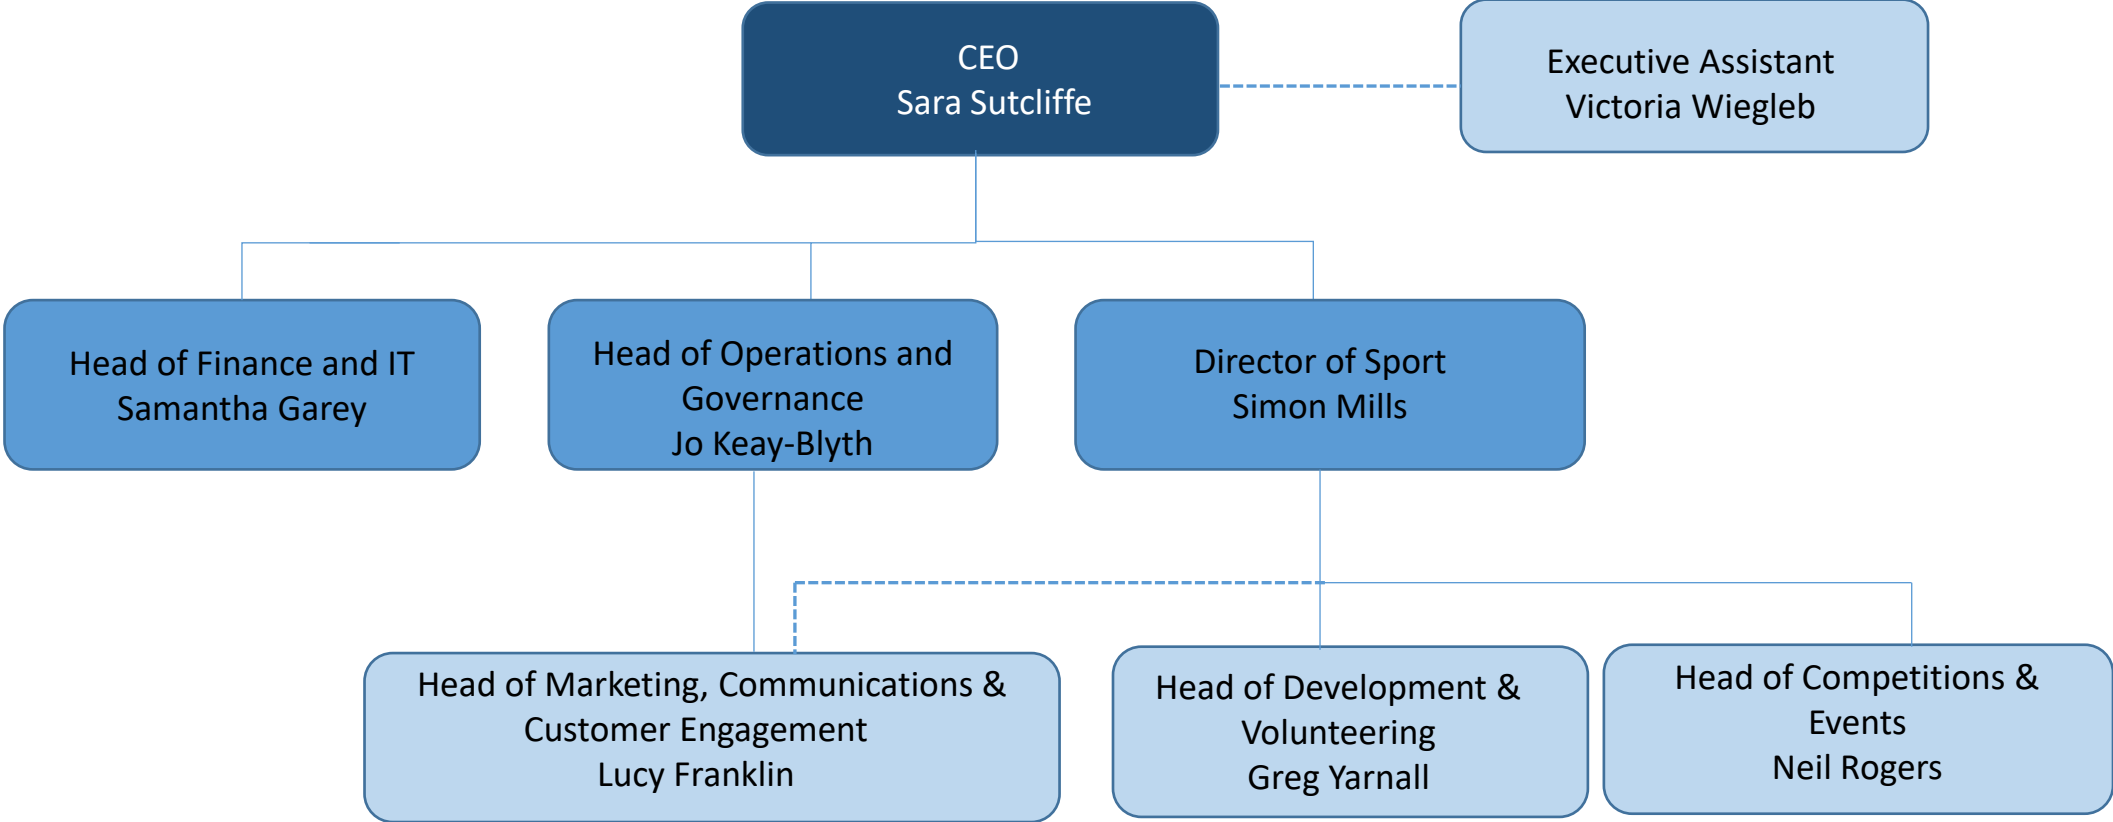 CEO
Sara Sutcliffe
Executive Assistant
Victoria Wiegleb
Head of Finance and IT
Samantha Garey
Head of Operations and
Governance
Jo Keay-Blyth
Director of Sport
Simon Mills
Head of Marketing, Communications &
Customer Engagement
Lucy Franklin
Head of Development &
Volunteering
Greg Yarnall
Head of Competitions &
Events
Neil Rogers